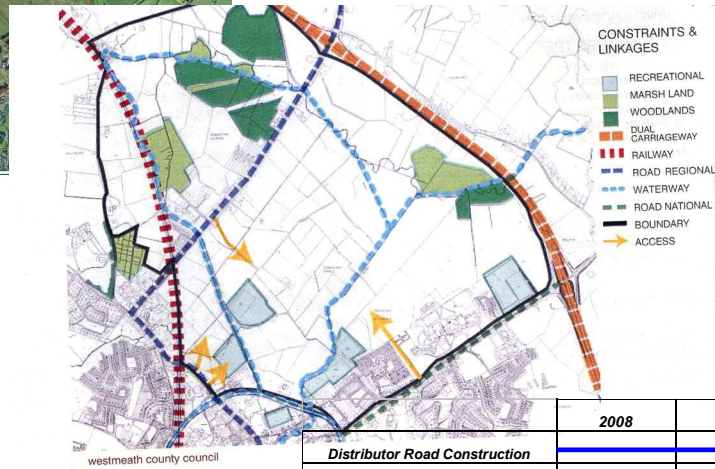 CONSTRAINTS &
LINKAGES
RECREATIONAL
MARSH LAND
WOODLANDS
DUAL
CARRIAGEWAY
RAILWAY
ROAD REGIONAL
WATERWAY
ROAD NATIONAL
BOUNDARY
ACCESS
2008
Distributor Road Construction
westmeath county council